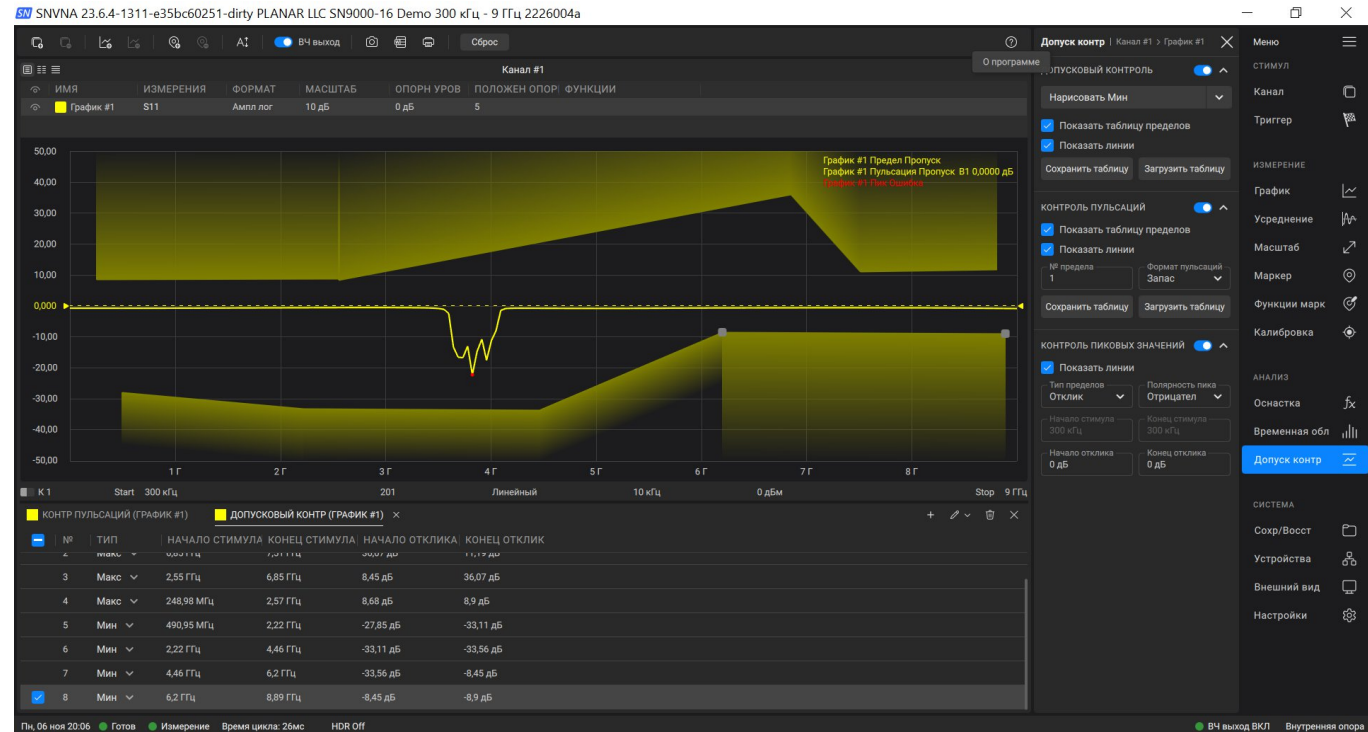 SNVNA 23.6.4-1311-e35bc60251-dirty PLANAR LLC SN9000-16 Demo 300 кГц - 9 ГГц 2226004a
ВЧ выход
Сброс
О программе
Канал #1
ИМЯ ИЗМЕРЕНИЯ ФОРМАТ МАСШТАБ ОПОРН УРОВ ПОЛОЖЕН ОПОР ФУНКЦИИ
График #1 S11 Ампл лог 10 дБ 0 дБ 5
График #1 Предел Пропуск
График #1 Пульсация Пропуск B1 0,0000 дБ
График #1 Пик Ошибка
50,00
40,00
30,00
20,00
10,00
0,000
-10,00
-20,00
-30,00
-40,00
-50,00
1 Г 2 Г 3 Г 4 Г 5 Г 6 Г 7 Г 8 Г
К 1 Start 300 кГц 201 Линейный 10 кГц 0 дБм Stop 9 ГГц
КОНТР ПУЛЬСАЦИЙ (ГРАФИК #1) ДОПУСКОВЫЙ КОНТР (ГРАФИК #1)
№ ТИП НАЧАЛО СТИМУЛА КОНЕЦ СТИМУЛА НАЧАЛО ОТКЛИКА КОНЕЦ ОТКЛИК
2 Макс
3 Макс 2,55 ГГц 6,85 ГГц 8,45 дБ 36,07 дБ
4 Макс 248,98 МГц 2,57 ГГц 8,68 дБ 8,9 дБ
5 Мин 490,95 МГц 2,22 ГГц -27,85 дБ -33,11 дБ
6 Мин 2,22 ГГц 4,46 ГГц -33,11 дБ -33,56 дБ
7 Мин 4,46 ГГц 6,2 ГГц -33,56 дБ -8,45 дБ
8 Мин 6,2 ГГц 8,89 ГГц -8,45 дБ -8,9 дБ
Пн, 06 ноя 20:06 Готов Измерение Время цикла: 26мс HDR Off
ВЧ выход ВКЛ Внутренняя опора
Допуск контр | Канал #1 > График #1
ДОПУСКОВЫЙ КОНТРОЛЬ
Нарисовать Мин
Показать таблицу пределов
Показать линии
Сохранить таблицу Загрузить таблицу
КОНТРОЛЬ ПУЛЬСАЦИЙ
Показать таблицу пределов
Показать линии
№ предела Формат пульсаций
1 Запас
Сохранить таблицу Загрузить таблицу
КОНТРОЛЬ ПИКОВЫХ ЗНАЧЕНИЙ
Показать линии
Тип пределов Полярность пика
Отклик Отрицател
Начало стимула Конец стимула
300 кГц 300 кГц
Начало отклика Конец отклика
0 дБ 0 дБ
Меню
СТИМУЛ
Канал
Триггер
ИЗМЕРЕНИЕ
График
Усреднение
Масштаб
Маркер
Функции марк
Калибровка
АНАЛИЗ
Оснастка
Временная обл
Допуск контр
СИСТЕМА
Сохр/Восст
Устройства
Внешний вид
Настройки